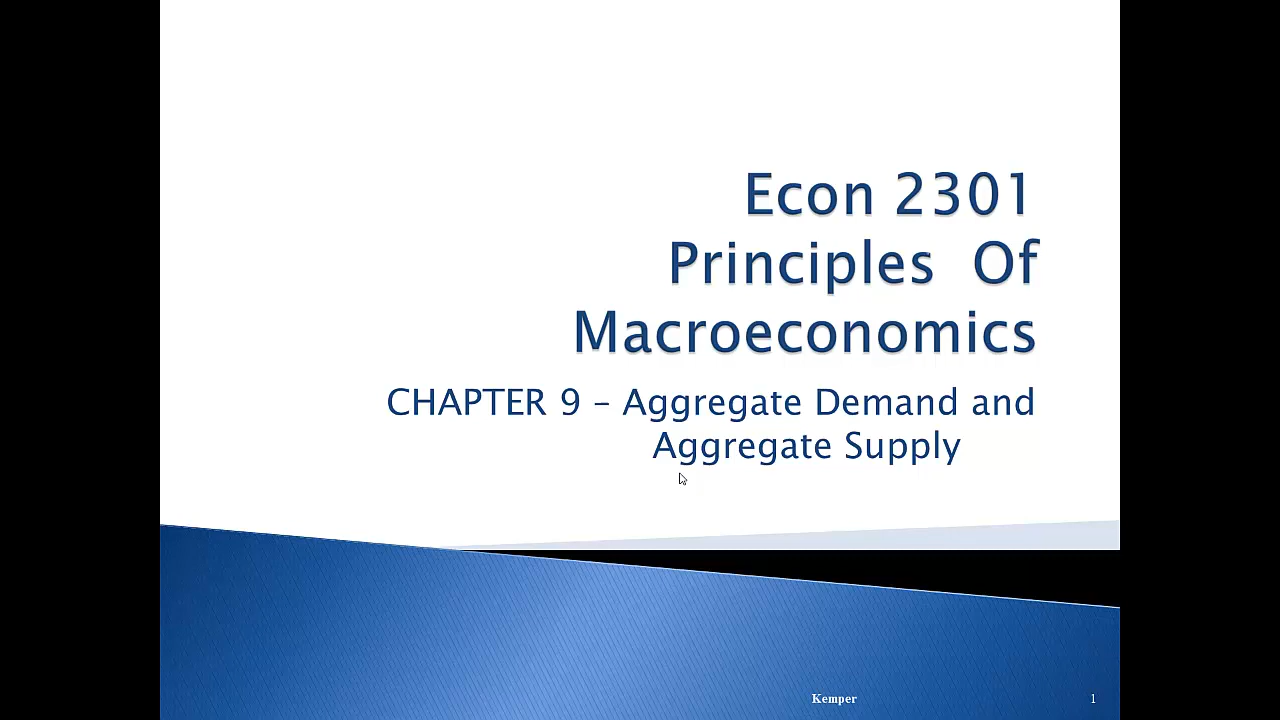 Econ 2301
Principles Of
Macroeconomics
CHAPTER 9 – Aggregate Demand and
Aggregate Supply
Kemper 1